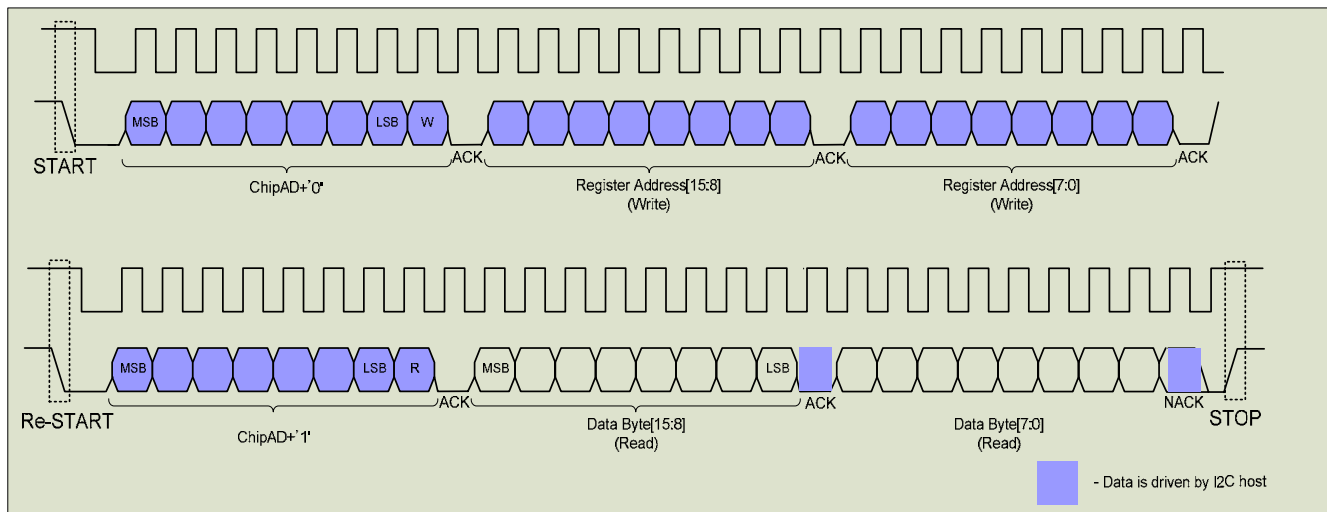 MSB LSB W
START ACK ACK ACK
ChipAD+'0' Register Address[15:8] Register Address[7:0]
(Write) (Write)
MSB LSB R MSB LSB
Re-START ACK ACK NACK STOP
ChipAD+'1' Data Byte[15:8] Data Byte[7:0]
(Read) (Read)
- Data is driven by I2C host